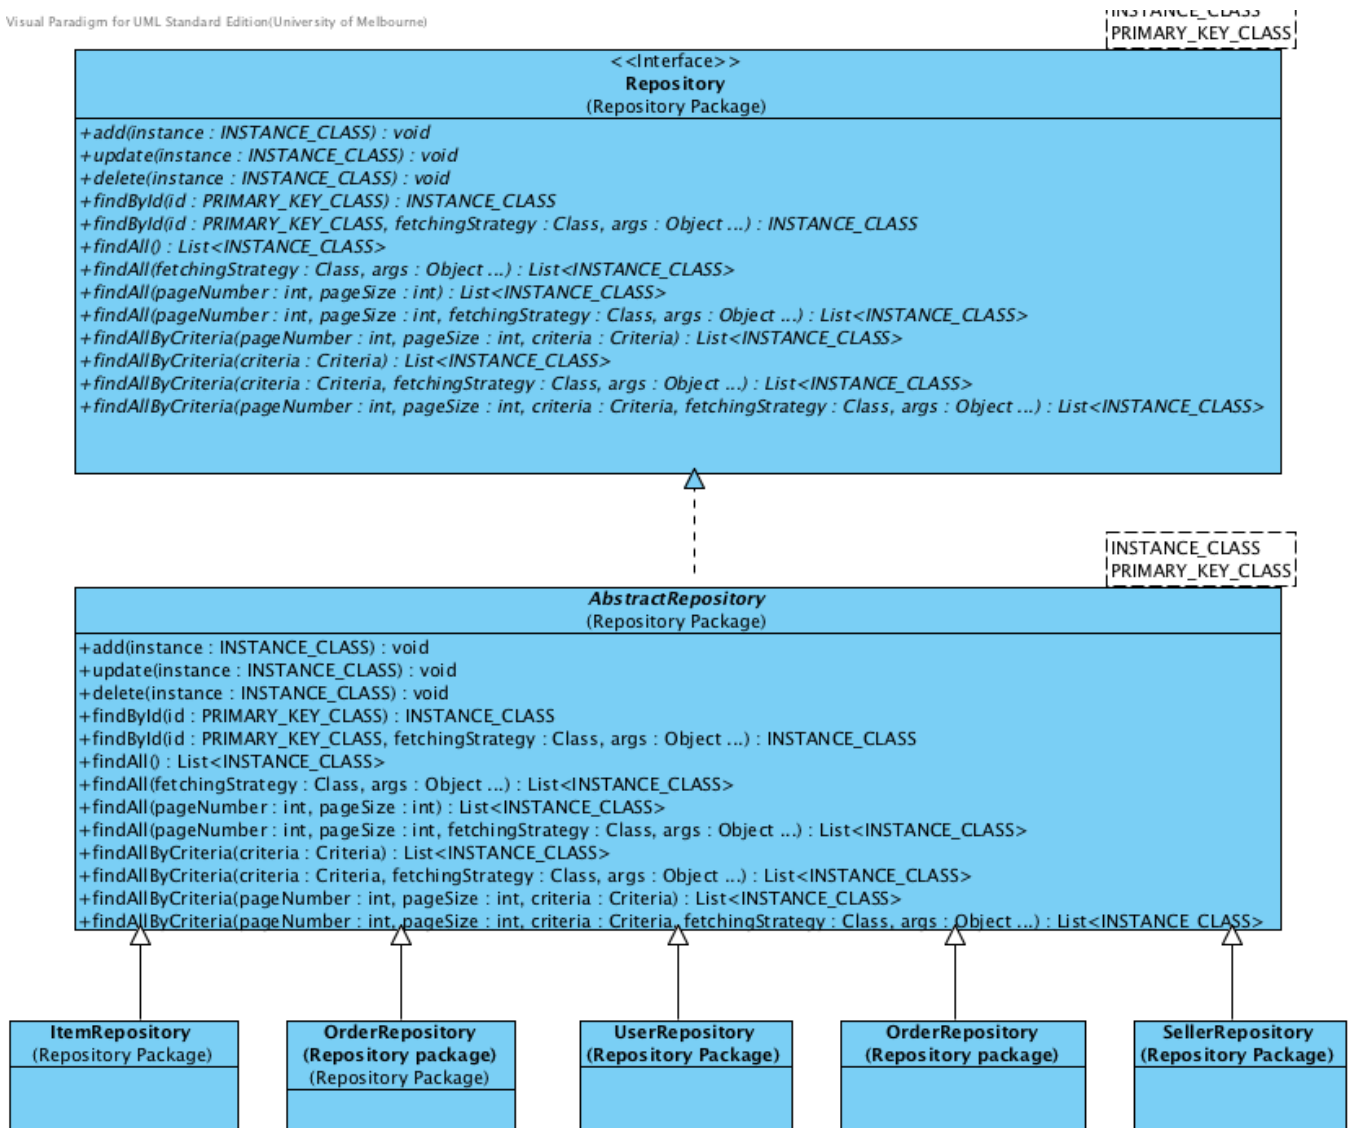 INSTANCE_CLASS
Visual Paradigm for UML Standard Edition(University of Melbourne)
PRIMARY_KEY_CLASS
<<Interface>>
Repository
(Repository Package)
+add(instance : INSTANCE_CLASS) : void
+update(instance : INSTANCE_CLASS) : void
+delete(instance : INSTANCE_CLASS) : void
+findById(id : PRIMARY_KEY_CLASS) : INSTANCE_CLASS
+findById(id : PRIMARY_KEY_CLASS, fetchingStrategy : Class, args : Object ...) : INSTANCE_CLASS
+findAll() : List<INSTANCE_CLASS>
+findAll(fetchingStrategy : Class, args : Object ...) : List<INSTANCE_CLASS>
+findAll(pageNumber : int, pageSize : int) : List<INSTANCE_CLASS>
+findAll(pageNumber : int, pageSize : int, fetchingStrategy : Class, args : Object ...) : List<INSTANCE_CLASS>
+findAllByCriteria(pageNumber : int, pageSize : int, criteria : Criteria) : List<INSTANCE_CLASS>
+findAllByCriteria(criteria : Criteria) : List<INSTANCE_CLASS>
+findAllByCriteria(criteria : Criteria, fetchingStrategy : Class, args : Object ...) : List<INSTANCE_CLASS>
+findAllByCriteria(pageNumber : int, pageSize : int, criteria : Criteria, fetchingStrategy : Class, args : Object ...) : List<INSTANCE_CLASS>
INSTANCE_CLASS
PRIMARY_KEY_CLASS
AbstractRepository
(Repository Package)
+add(instance : INSTANCE_CLASS) : void
+update(instance : INSTANCE_CLASS) : void
+delete(instance : INSTANCE_CLASS) : void
+findById(id : PRIMARY_KEY_CLASS) : INSTANCE_CLASS
+findById(id : PRIMARY_KEY_CLASS, fetchingStrategy : Class, args : Object ...) : INSTANCE_CLASS
+findAll() : List<INSTANCE_CLASS>
+findAll(fetchingStrategy : Class, args : Object ...) : List<INSTANCE_CLASS>
+findAll(pageNumber : int, pageSize : int) : List<INSTANCE_CLASS>
+findAll(pageNumber : int, pageSize : int, fetchingStrategy : Class, args : Object ...) : List<INSTANCE_CLASS>
+findAllByCriteria(criteria : Criteria) : List<INSTANCE_CLASS>
+findAllByCriteria(criteria : Criteria, fetchingStrategy : Class, args : Object ...) : List<INSTANCE_CLASS>
+findAllByCriteria(pageNumber : int, pageSize : int, criteria : Criteria) : List<INSTANCE_CLASS>
+findAllByCriteria(pageNumber : int, pageSize : int, criteria : Criteria, fetchingStrategy : Class, args : Object ...) : List<INSTANCE_CLASS>
ItemRepository
(Repository Package)
OrderRepository
(Repository package)
(Repository Package)
UserRepository
(Repository Package)
OrderRepository
(Repository package)
SellerRepository
(Repository Package)